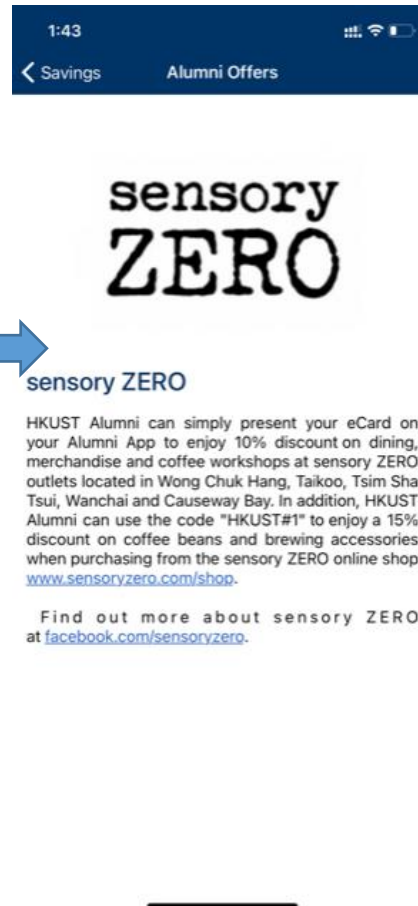 1:43
Savings Alumni Offers
sensory
ZERO
sensory ZERO
HKUST Alumni can simply present your eCard on
your Alumni App to enjoy 10% discount on dining,
merchandise and coffee workshops at sensory ZERO
outlets located in Wong Chuk Hang, Taikoo, Tsim Sha
Tsui, Wanchai and Causeway Bay. In addition, HKUST
Alumni can use the code "HKUST#1" to enjoy a 15%
discount on coffee beans and brewing accessories
when purchasing from the sensory ZERO online shop
www.sensoryzero.com/shop.
Find out more about sensory ZERO
at facebook.com/sensoryzero.